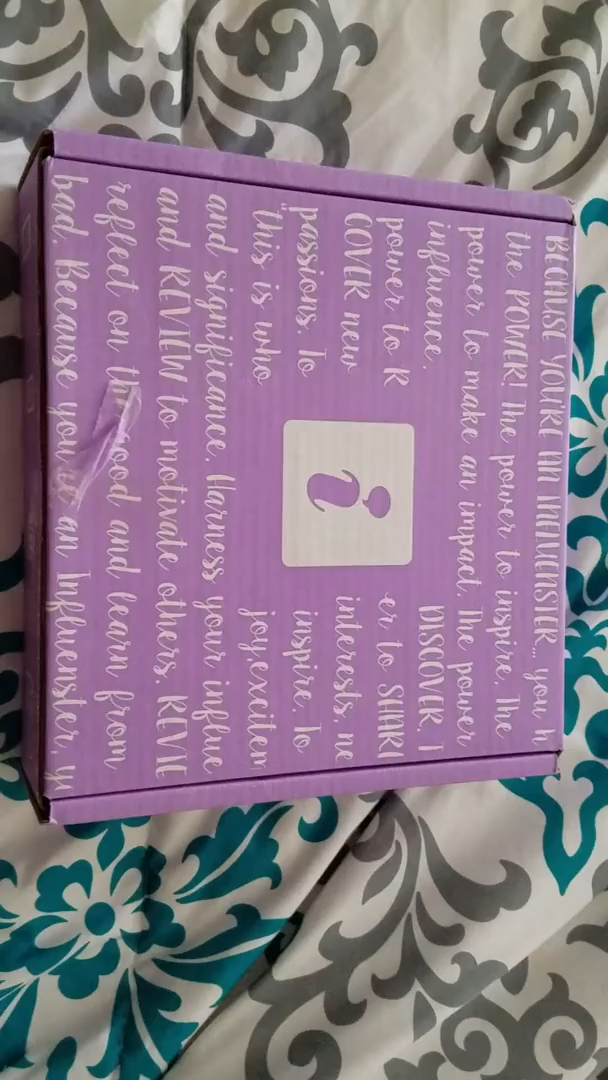 BECAUSE YOU'RE AN INFLUENSTER... you h
the POWER! The power to inspire. The
power to make an impact. The power
influence. DISCOVER. T
power to k er to SHARE
COVER new interests, ne
passions. To inspire. To
"this is who joy, excitem
and significance. Harness your influe
and REVIEW to motivate others. REVIE
reflect on the good and learn from
bad. Because you an Influenster, yo
i